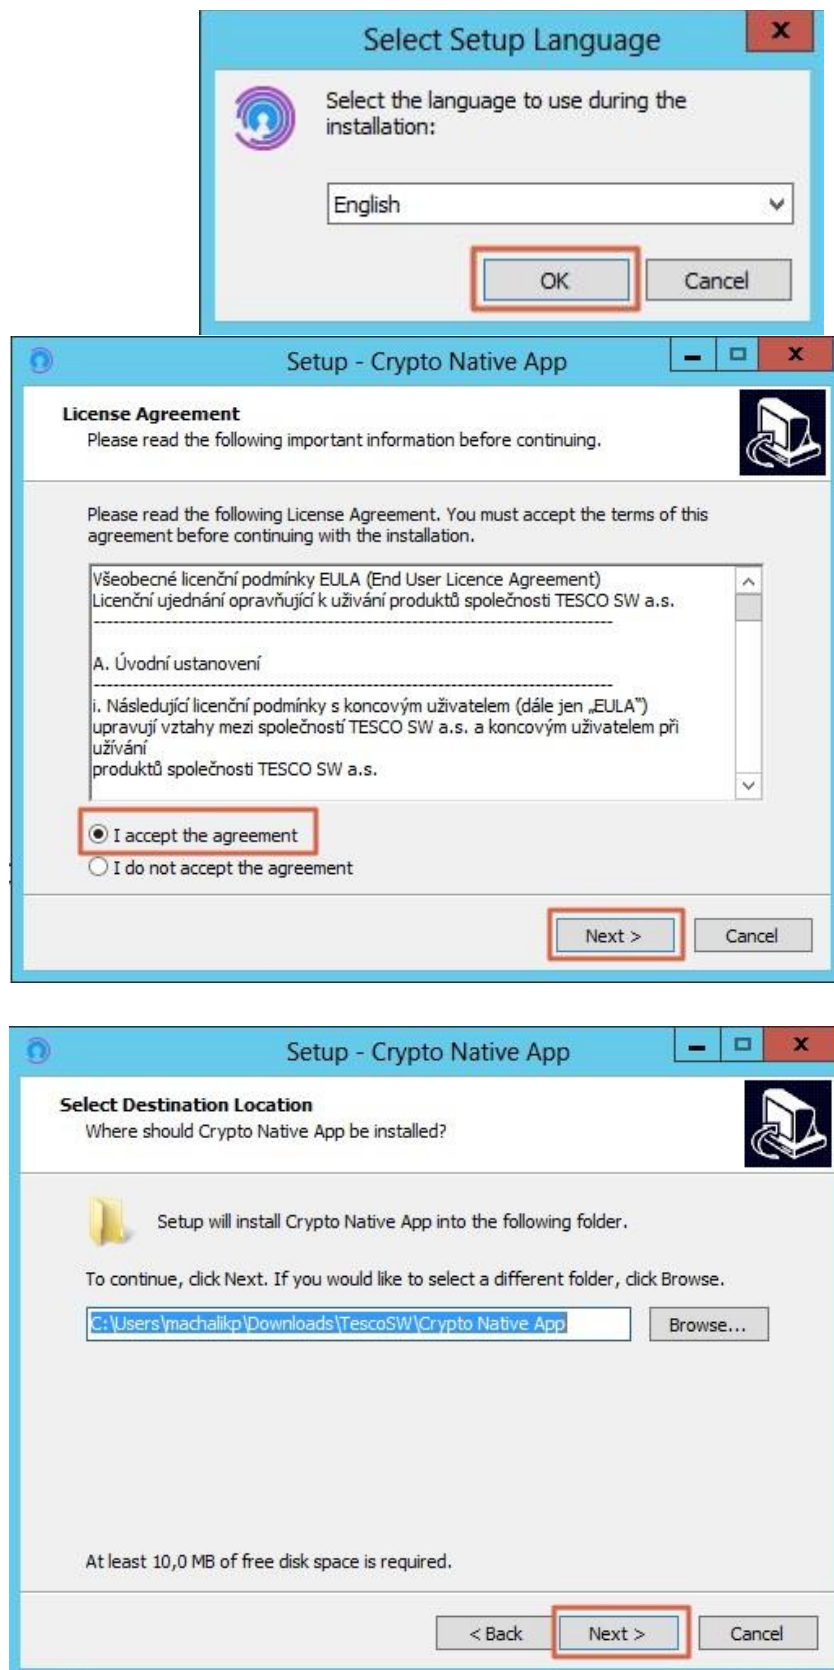 Select Setup Language
x
Select the language to use during the
installation:
English
OK
Cancel
Setup - Crypto Native App
x
License Agreement
Please read the following important information before continuing.
Please read the following License Agreement. You must accept the terms of this
agreement before continuing with the installation.
Všeobecné licenční podmínky EULA (End User Licence Agreement)
Licenční ujednání opravňující k užívání produktů společnosti TESCO SW a.s.
------------------------------------------------------------------------------
A. Úvodní ustanovení
------------------------------------------------------------------------------
i. Následující licenční podmínky s koncovým uživatelem (dále jen „EULA“)
upravují vztahy mezi společností TESCO SW a.s. a koncovým uživatelem při
užívání
produktů společnosti TESCO SW a.s.
I accept the agreement
I do not accept the agreement
Next >
Cancel
Setup - Crypto Native App
x
Select Destination Location
Where should Crypto Native App be installed?
Setup will install Crypto Native App into the following folder.
To continue, click Next. If you would like to select a different folder, click Browse.
C:\Users\machalikp\Downloads\TescoSW\Crypto Native App
Browse...
At least 10,0 MB of free disk space is required.
< Back
Next >
Cancel